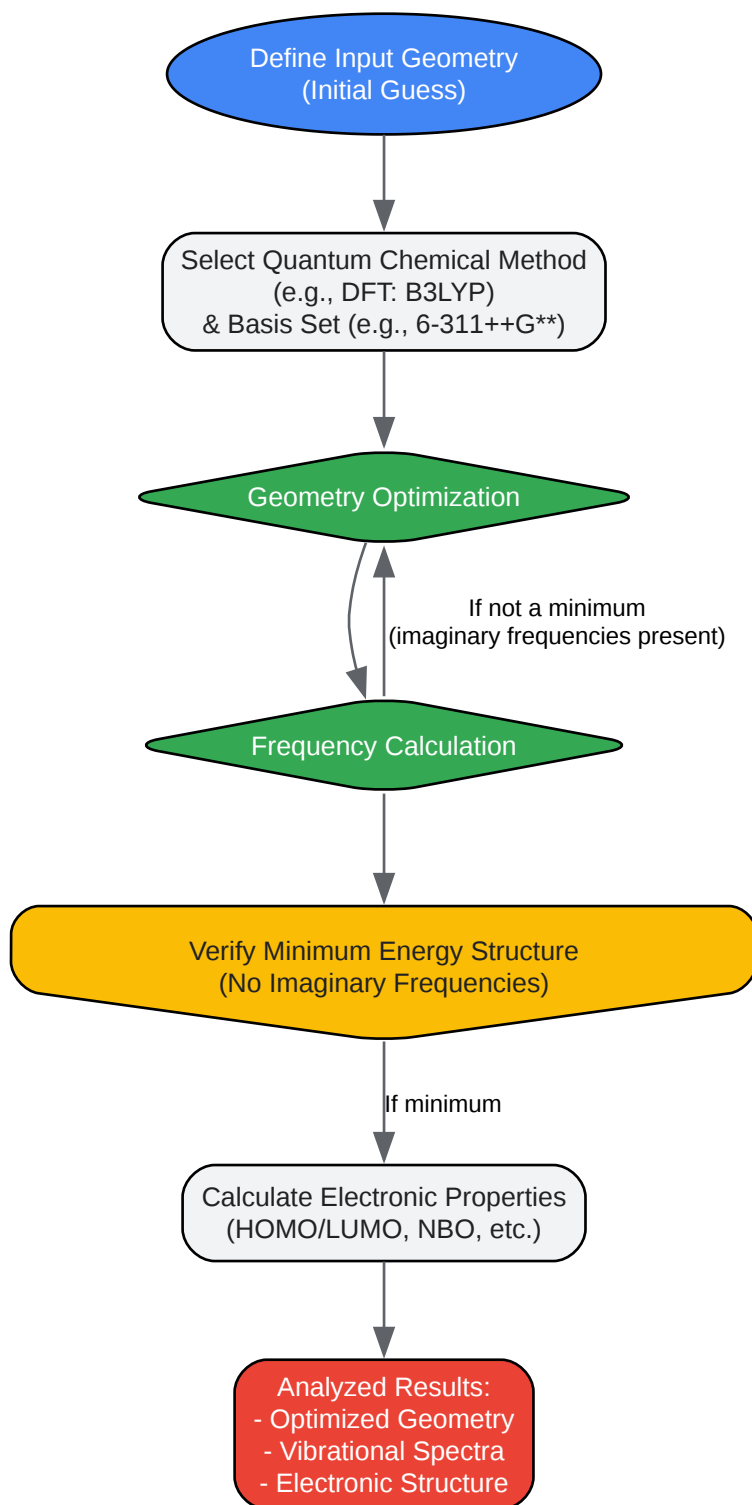 Define Input Geometry
(Initial Guess)
Select Quantum Chemical Method
(e.g., DFT: B3LYP)
& Basis Set (e.g., 6-311++G**)
Geometry Optimization
If not a minimum
(imaginary frequencies present)
Frequency Calculation
Verify Minimum Energy Structure
(No Imaginary Frequencies)
If minimum
Calculate Electronic Properties
(HOMO/LUMO, NBO, etc.)
Analyzed Results:
- Optimized Geometry
- Vibrational Spectra
- Electronic Structure